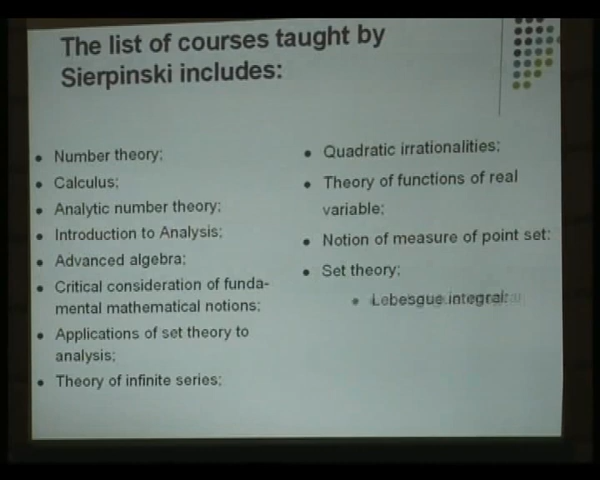 The list of courses taught by
Sierpinski includes:
Number theory;
Calculus;
Analytic number theory;
Introduction to Analysis;
Advanced algebra;
Critical consideration of funda-
mental mathematical notions;
Applications of set theory to
analysis;
Theory of infinite series;
Quadratic irrationalities;
Theory of functions of real
variable;
Notion of measure of point set;
Set theory;
Lebesgue integral;